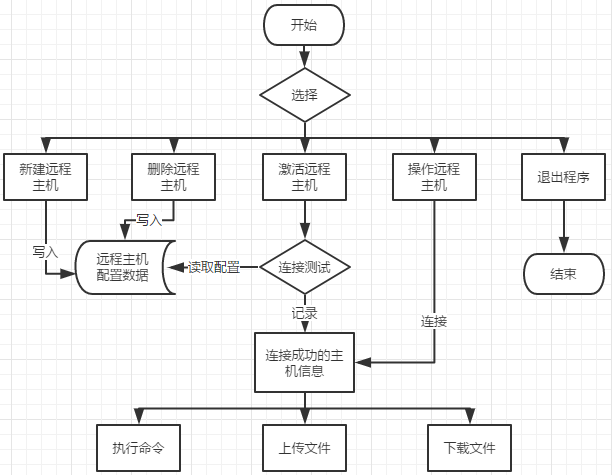 开始
选择
新建远程
主机
删除远程
主机
激活远程
主机
操作远程
主机
退出程序
写入
写入
远程主机
配置数据
读取配置
连接测试
结束
记录
连接
连接成功的主
机信息
执行命令
上传文件
下载文件